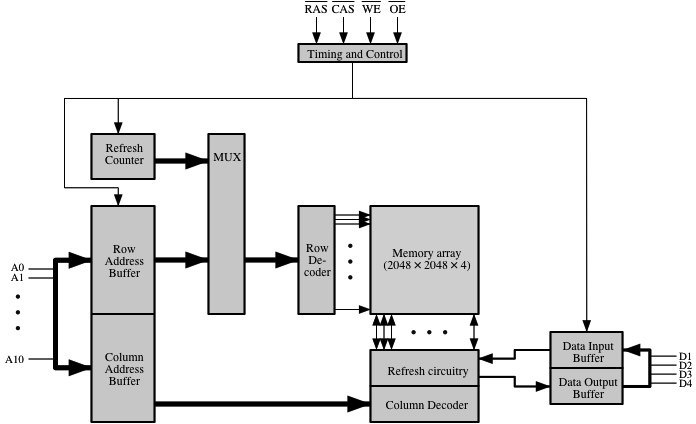 RAS CAS WE OE
Timing and Control
Refresh
Counter
MUX
Row
Address
Buffer
Row
De-
coder
Memory array
(2048 × 2048 × 4)
A0
A1
A10
Column
Address
Buffer
Refresh circuitry
Column Decoder
Data Input
Buffer
Data Output
Buffer
D1
D2
D3
D4